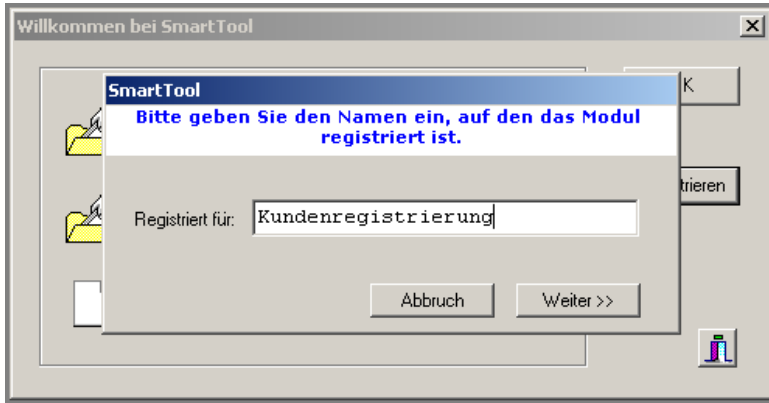 Willkommen bei SmartTool
SmartTool
Bitte geben Sie den Namen ein, auf den das Modul
registriert ist.
Registriert für: Kundenregistrierung
Abbruch Weiter >>
K
trieren